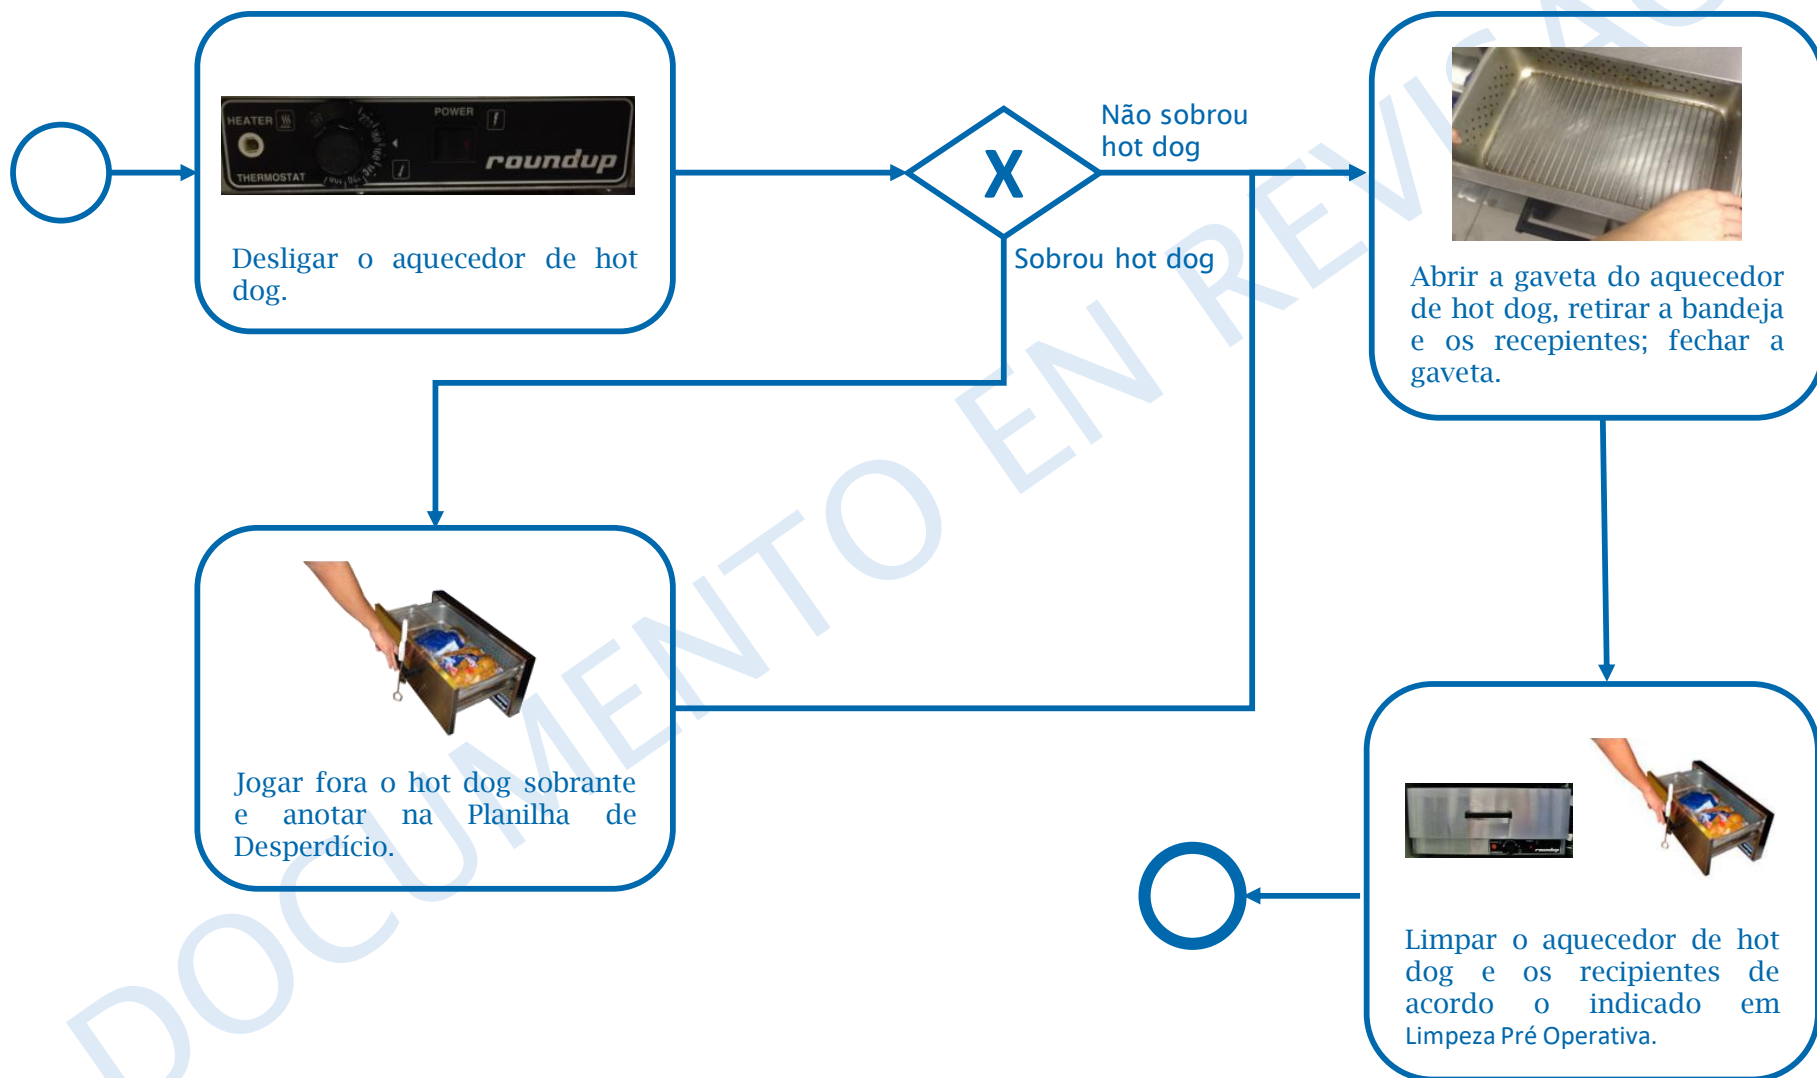 HEATER
POWER
THERMOSTAT
roundup
Desligar o aquecedor de hot
dog.
X
Não sobrou
hot dog
Sobrou hot dog
Abrir a gaveta do aquecedor
de hot dog, retirar a bandeja
e os recepientes; fechar a
gaveta.
Jogar fora o hot dog sobrante
e anotar na Planilha de
Desperdício.
roundup
Limpar o aquecedor de hot
dog e os recipientes de
acordo o indicado em
Limpeza Pré Operativa.
DOCUMENTO EN REVISAO